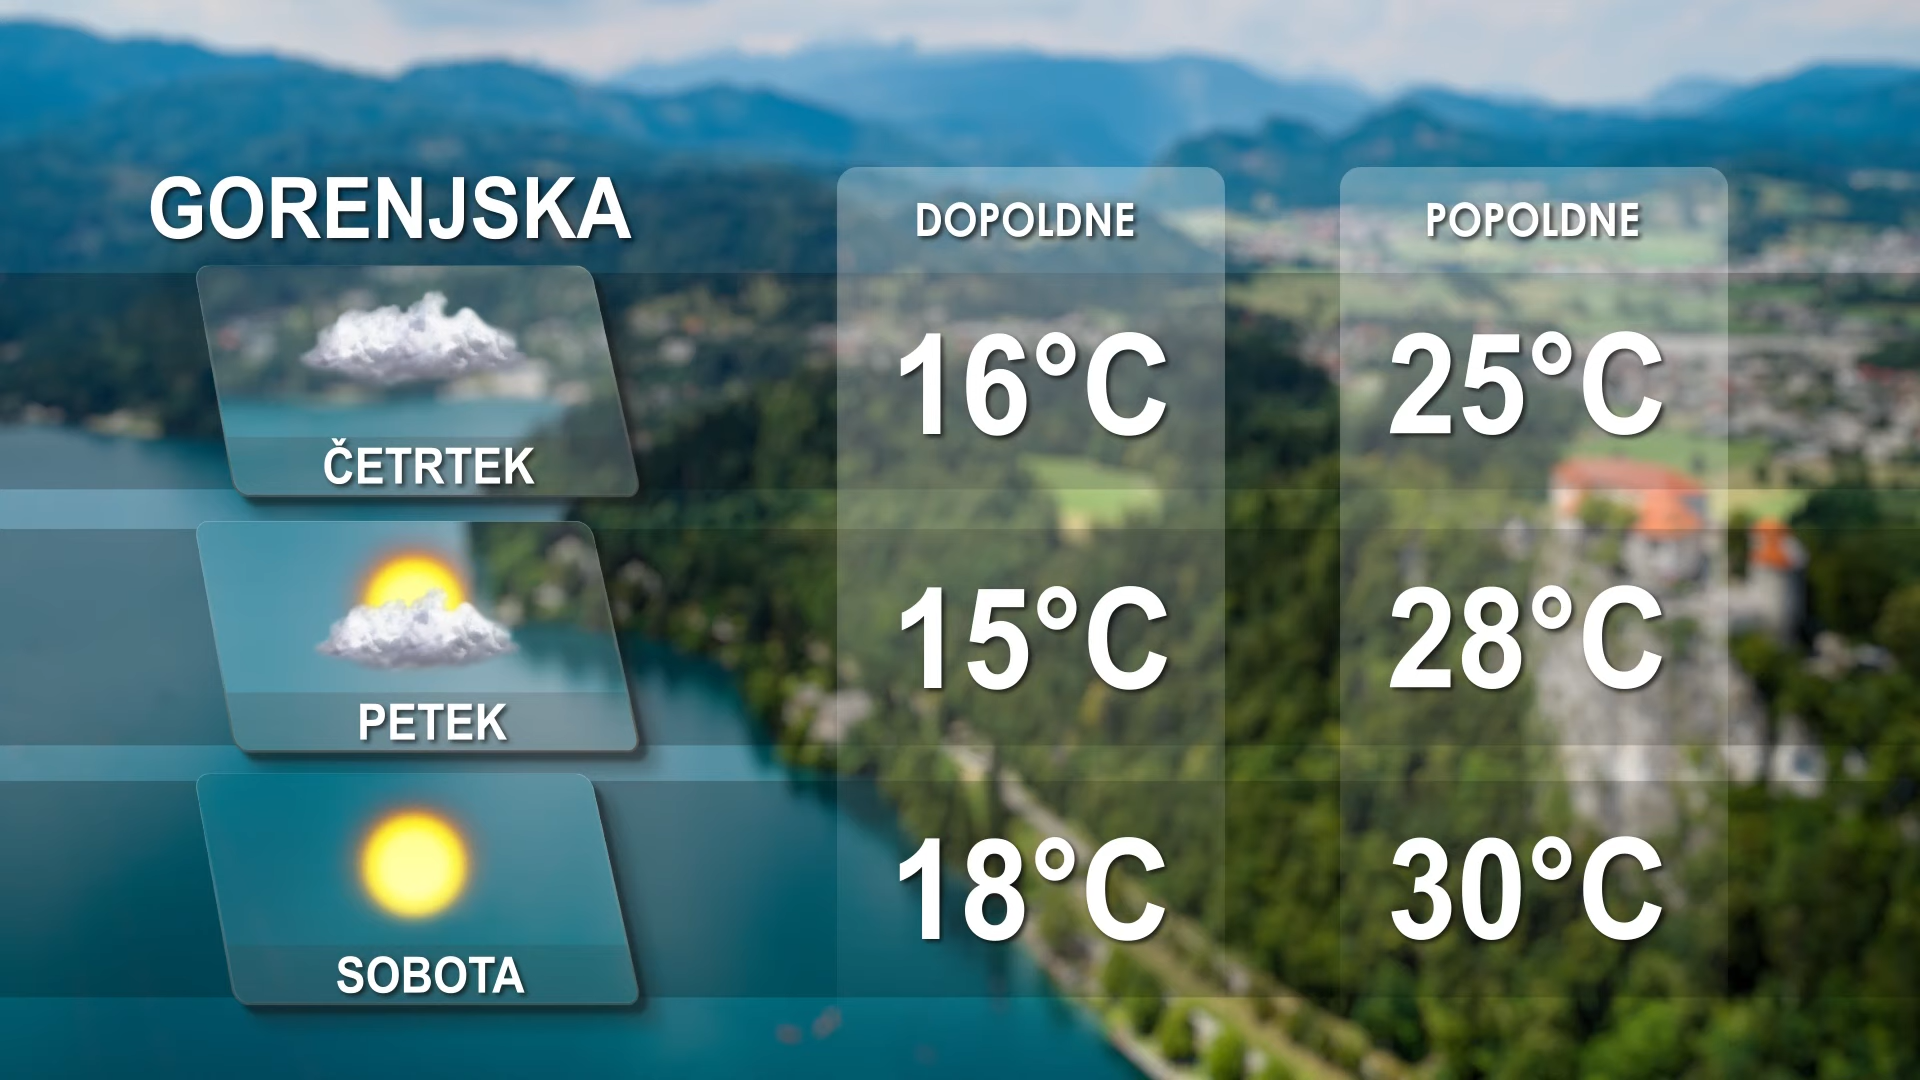 GORENJSKA
DOPOLDNE POPOLDNE
16°C 25°C
ČETRTEK
15°C 28°C
PETEK
18°C 30°C
SOBOTA